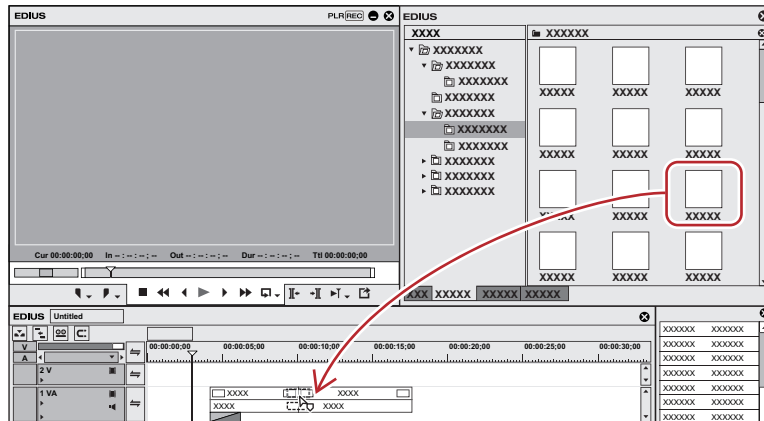 EDIUS PLR REC
EDIUS
XXXX
XXXXXX
XXXXXXX
XXXXXXX
XXXXXXX
XXXXXXX
XXXXXXX
XXXXXXX
XXXXXXX
XXXXXXX
XXXXXXX
XXXXXXX
XXXXX XXXXX XXXXX
XXXXX XXXXX XXXXX
XXXXX XXXXX XXXXX
XXXXX XXXXX XXXXX
Cur 00:00:00;00 In -- : -- : -- ; -- Out -- : -- : -- ; -- Dur -- : -- : -- ; -- Ttl 00:00:00;00
XXX XXXXX XXXXX XXXXX
EDIUS Untitled
V
A
00:00:00;00 00:00:05;00 00:00:10;00 00:00:15;00 00:00:20;00 00:00:25;00 00:00:30;00
2 V
1 VA
XXXX XXXX
XXXX XXXX
XXXXXX XXXXXX
XXXXXX XXXXXX
XXXXXX XXXXXX
XXXXXX XXXXXX
XXXXXX XXXXXX
XXXXXX XXXXXX
XXXXXX XXXXXX